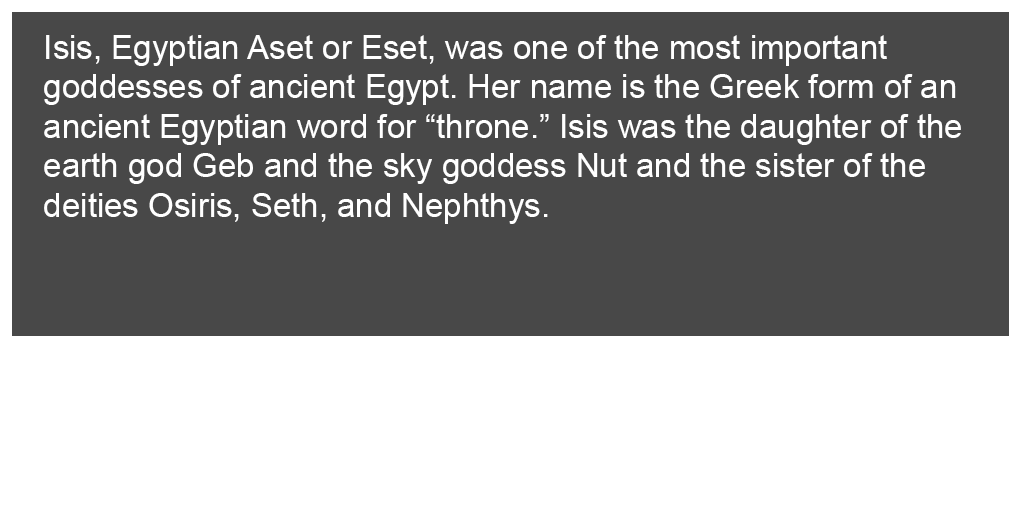 Isis, Egyptian Aset or Eset, was one of the most important
goddesses of ancient Egypt. Her name is the Greek form of an
ancient Egyptian word for “throne.” Isis was the daughter of the
earth god Geb and the sky goddess Nut and the sister of the
deities Osiris, Seth, and Nephthys.